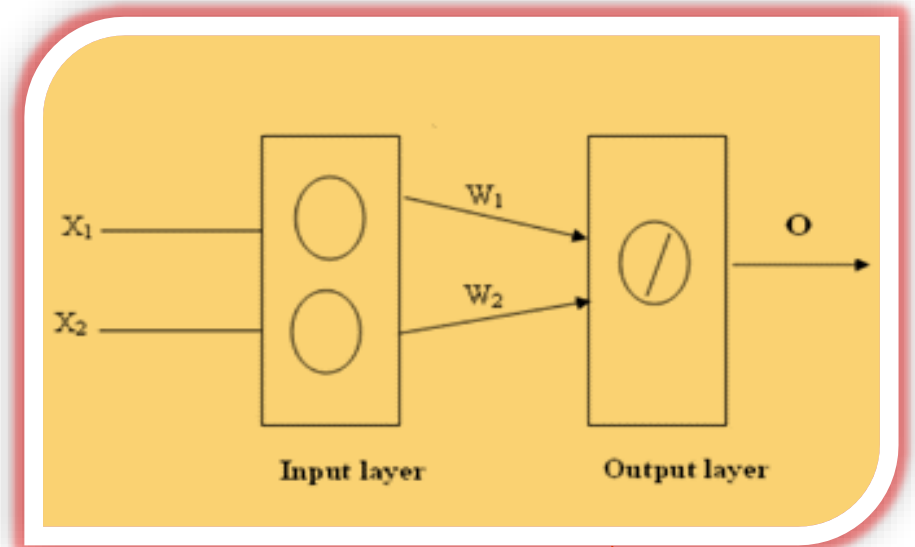 W₁
O
X₁
W₂
X₂
Input layer
Output layer